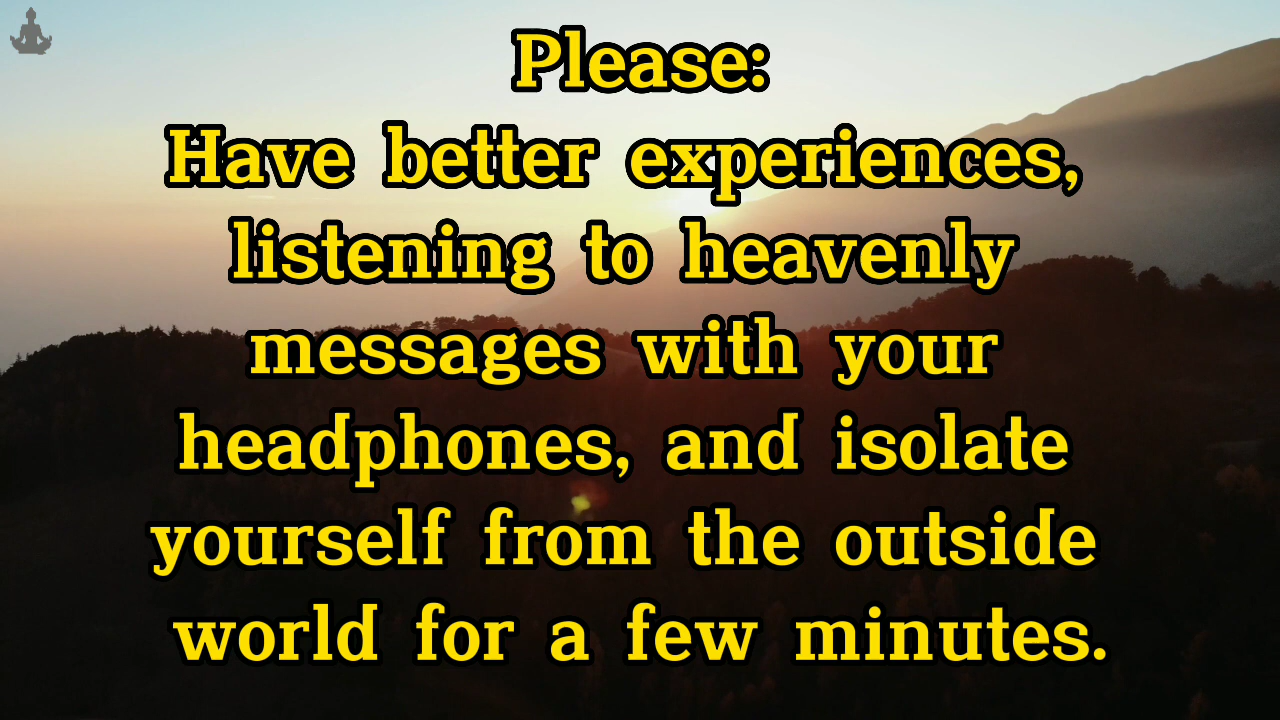 Please:
Have better experiences,
listening to heavenly
messages with your
headphones, and isolate
yourself from the outside
world for a few minutes.